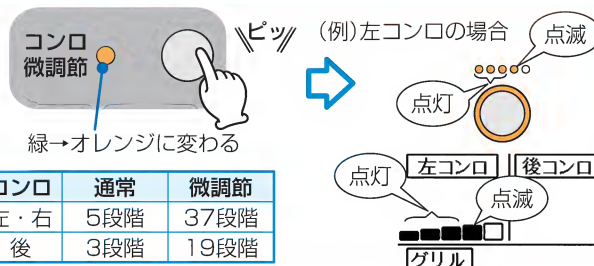 コンロ
微調節
ピッ
緑→オレンジに変わる
コンロ 通常 微調節
左・右 5段階 37段階
後 3段階 19段階
(例)左コンロの場合
点滅
点灯
左コンロ 後コンロ
点灯
点滅
グリル